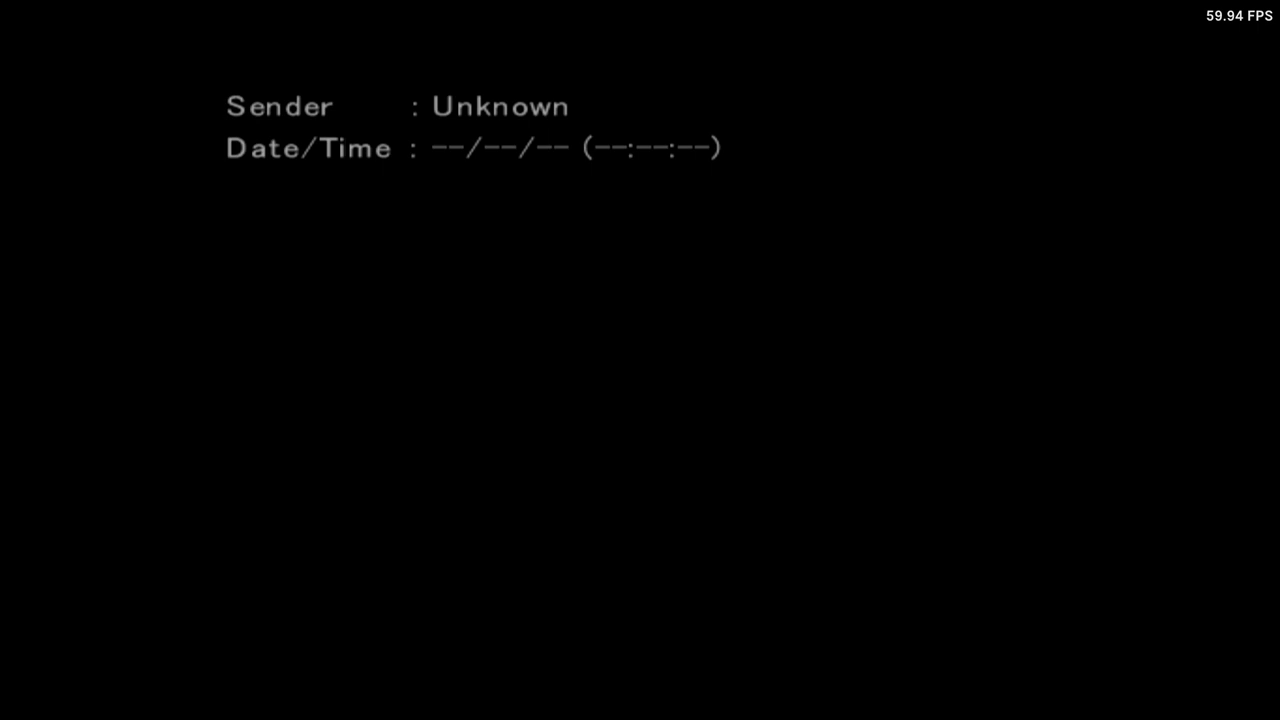 59.94 FPS
Sender : Unknown
Date/Time : --/--/-- (--:--:--)